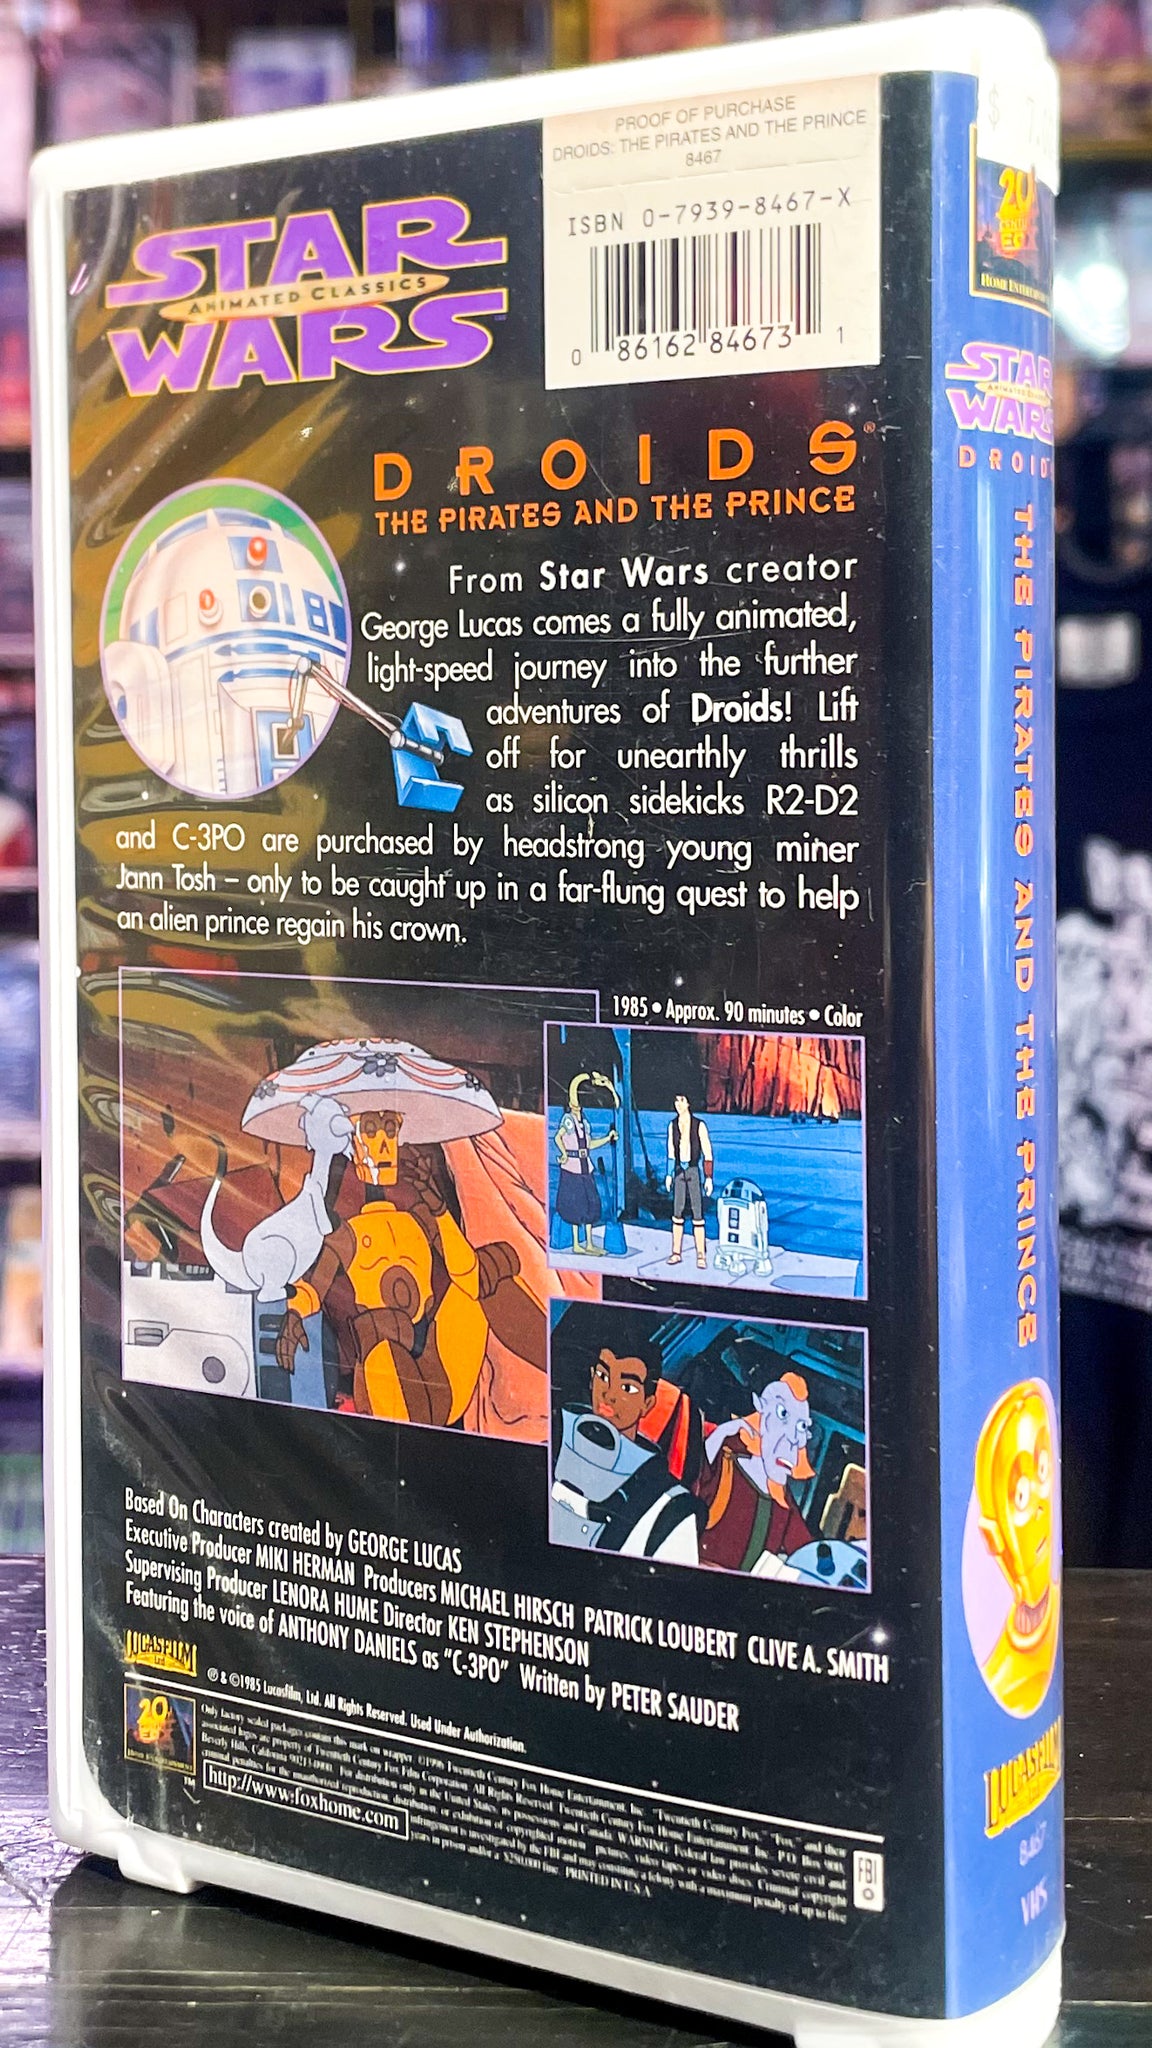 PROOF OF PURCHASE
DROIDS: THE PIRATES AND THE PRINCE
8467
ISBN 0-7939-8467-X
0 86162 84673 1
STAR
ANIMATED CLASSICS
WARS
DROIDS®
THE PIRATES AND THE PRINCE
From Star Wars creator
George Lucas comes a fully animated,
light-speed journey into the further
adventures of Droids! Lift
off for unearthly thrills
as silicon sidekicks R2-D2
and C-3PO are purchased by headstrong young miner
Jann Tosh – only to be caught up in a far-flung quest to help
an alien prince regain his crown.
1985 • Approx. 90 minutes • Color
Based On Characters created by GEORGE LUCAS
Executive Producer MIKI HERMAN Producers MICHAEL HIRSCH PATRICK LOUBERT CLIVE A. SMITH
Supervising Producer LENORA HUME Director KEN STEPHENSON
Featuring the voice of ANTHONY DANIELS as "C-3PO" Written by PETER SAUDER
LUCASFILM
Ltd
® & ©1985 Lucasfilm, Ltd. All Rights Reserved. Used Under Authorization.
20
FOX
TM
http://www.foxhome.com
PRINTED IN U.S.A.
FBI
$ 7
20
FOX
STAR
WARS
DROIDS
THE PIRATES AND THE PRINCE
LUCASFILM
8467
VHS